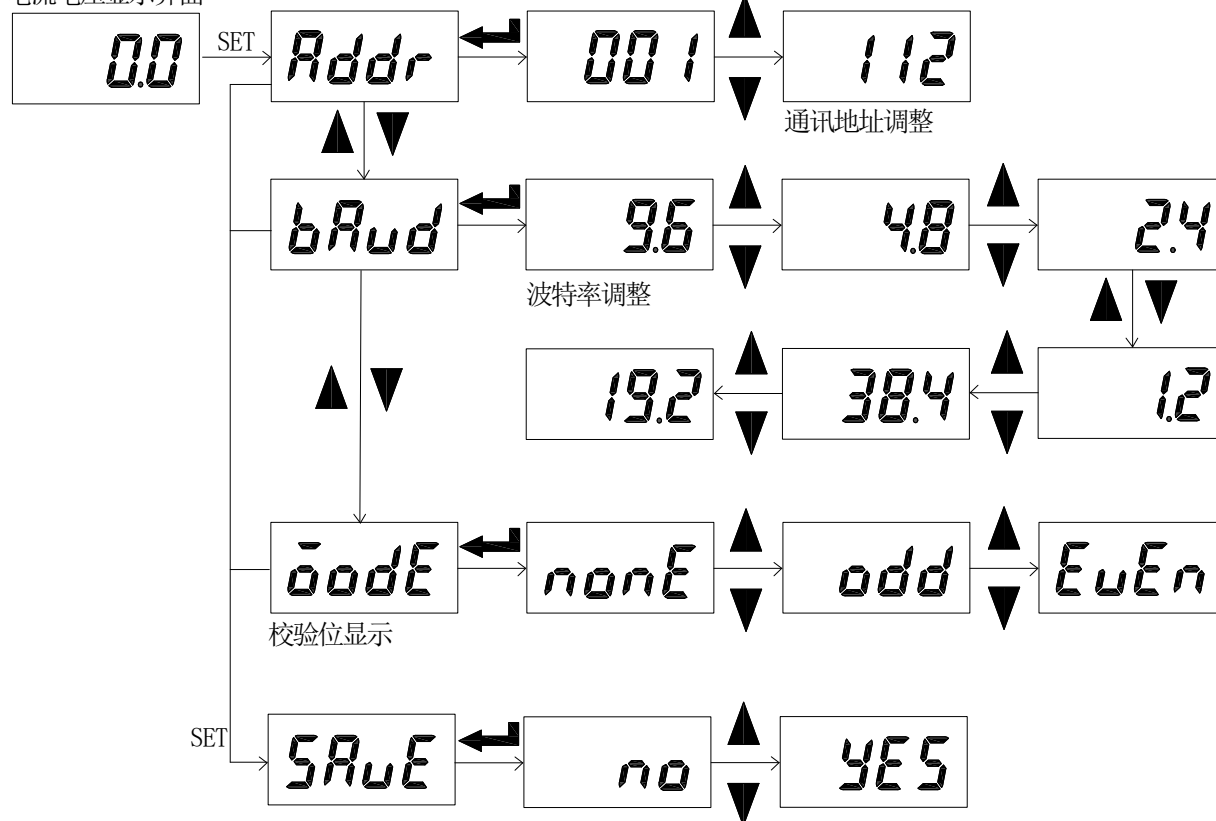 0.0
SET
Addr
001
112
通讯地址调整
bAud
9.6
4.8
2.4
波特率调整
19.2
38.4
1.2
modE
nonE
odd
EvEn
校验位显示
SET
SAvE
no
YES